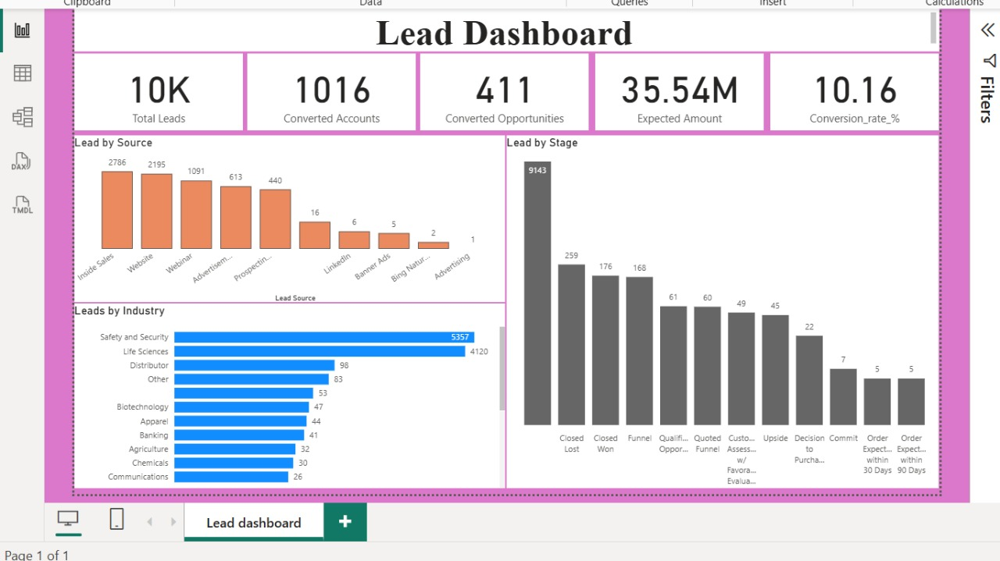 Clipboard
Data
Queries
Insert
Calculations
Lead Dashboard
10K
Total Leads
1016
Converted Accounts
411
Converted Opportunities
35.54M
Expected Amount
10.16
Conversion_rate_%
Filters
DAX
TMDL
Lead by Source
2786
2195
1091
613
440
16
6
5
2
1
Inside Sales
Website
Webinar
Advertisem...
Prospectin...
LinkedIn
Banner Ads
Bing Natur...
Advertising
Lead Source
Leads by Industry
Safety and Security 5357
Life Sciences 4120
Distributor 98
Other 83
53
Biotechnology 47
Apparel 44
Banking 41
Agriculture 32
Chemicals 30
Communications 26
Lead by Stage
9143
259
176
168
61
60
49
45
22
7
5
5
Closed
Lost
Closed
Won
Funnel
Qualifi...
Oppor...
Quoted
Funnel
Custo...
Assess...
w/
Favora...
Evalua...
Upside
Decision
to
Purcha...
Commit
Order
Expect...
within
30 Days
Order
Expect...
within
90 Days
Lead dashboard
Page 1 of 1